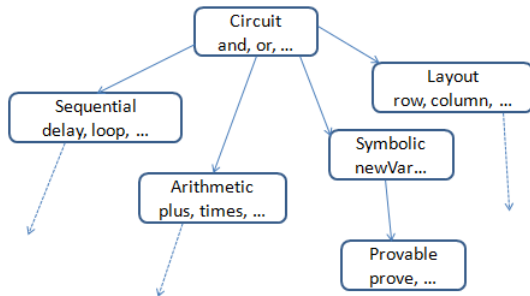 Circuit
and, or, ...
Sequential
delay, loop, ...
Layout
row, column, ...
Symbolic
newVar...
Arithmetic
plus, times, ...
Provable
prove, ...